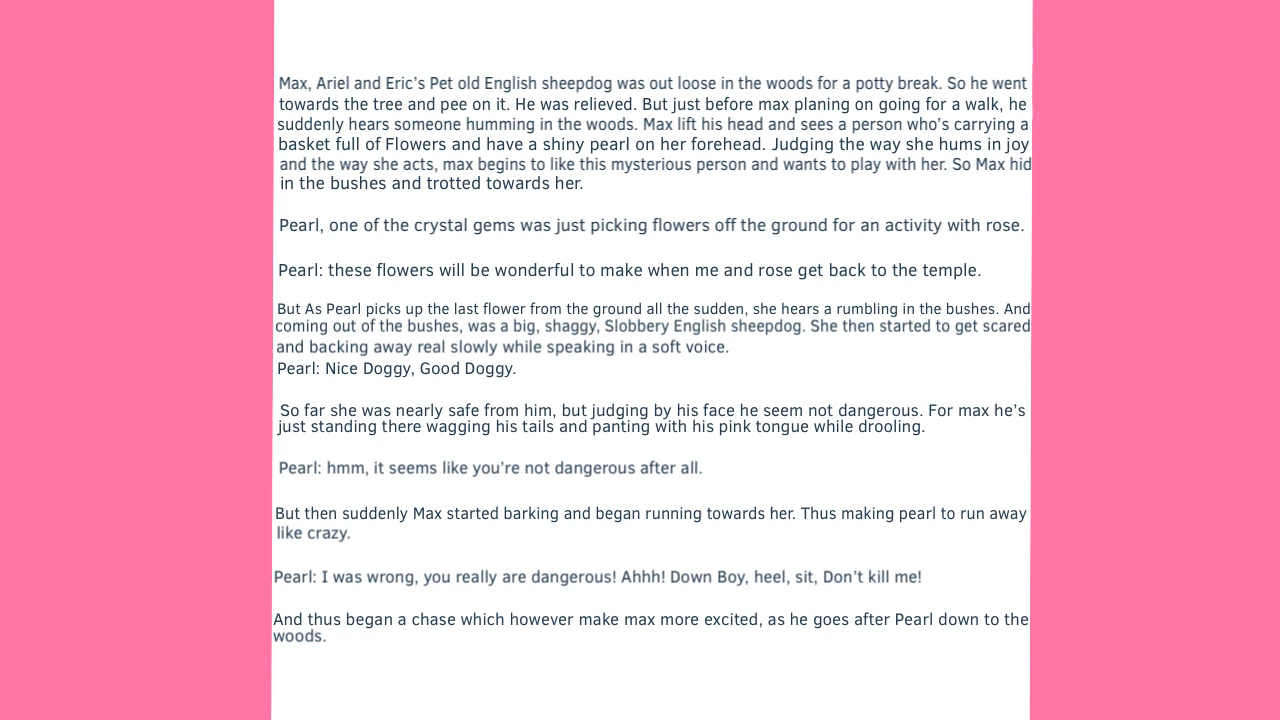 Max, Ariel and Eric's Pet old English sheepdog was out loose in the woods for a potty break. So he went
towards the tree and pee on it. He was relieved. But just before max planing on going for a walk, he
suddenly hears someone humming in the woods. Max lift his head and sees a person who's carrying a
basket full of Flowers and have a shiny pearl on her forehead. Judging the way she hums in joy
and the way she acts, max begins to like this mysterious person and wants to play with her. So Max hid
in the bushes and trotted towards her.
Pearl, one of the crystal gems was just picking flowers off the ground for an activity with rose.
Pearl: these flowers will be wonderful to make when me and rose get back to the temple.
But As Pearl picks up the last flower from the ground all the sudden, she hears a rumbling in the bushes. And
coming out of the bushes, was a big, shaggy, Slobbery English sheepdog. She then started to get scared
and backing away real slowly while speaking in a soft voice.
Pearl: Nice Doggy, Good Doggy.
So far she was nearly safe from him, but judging by his face he seem not dangerous. For max he's
just standing there wagging his tails and panting with his pink tongue while drooling.
Pearl: hmm, it seems like you're not dangerous after all.
But then suddenly Max started barking and began running towards her. Thus making pearl to run away
like crazy.
Pearl: I was wrong, you really are dangerous! Ahhh! Down Boy, heel, sit, Don't kill me!
And thus began a chase which however make max more excited, as he goes after Pearl down to the
woods.